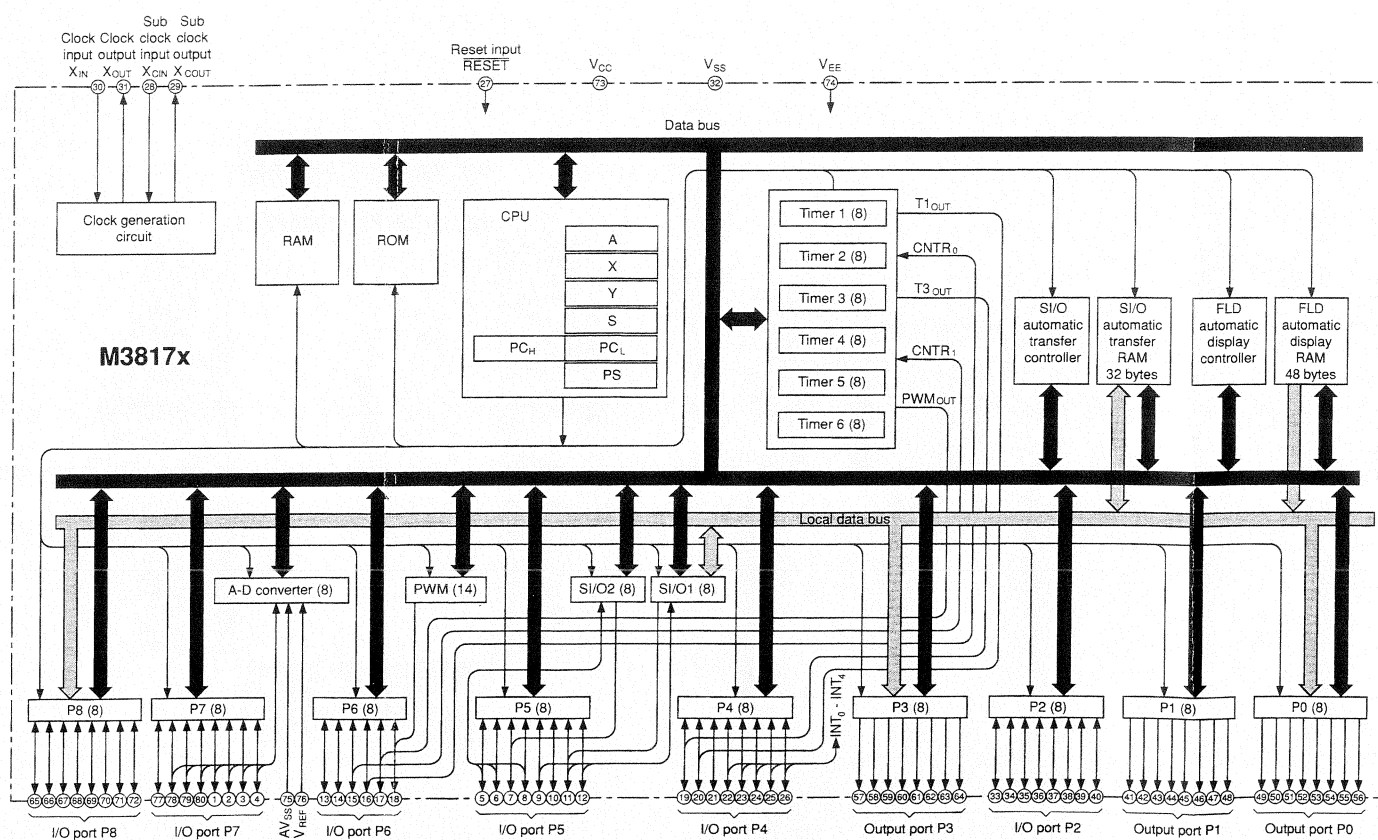 Clock input XIN
Clock output XOUT
Sub clock input XCIN
Sub clock output XCOUT
Reset input RESET
VCC
VSS
VEE
30 31 28 29 27 73 32 74
Data bus
Clock generation circuit
RAM
ROM
CPU
A
X
Y
S
PCH PCL
PS
M3817x
Timer 1 (8)
Timer 2 (8)
Timer 3 (8)
Timer 4 (8)
Timer 5 (8)
Timer 6 (8)
T1OUT
CNTR0
T3OUT
CNTR1
PWMOUT
SI/O automatic transfer controller
SI/O automatic transfer RAM 32 bytes
FLD automatic display controller
FLD automatic display RAM 48 bytes
Local data bus
A-D converter (8)
PWM (14)
SI/O2 (8)
SI/O1 (8)
INT0 - INT4
P8 (8)
P7 (8)
P6 (8)
P5 (8)
P4 (8)
P3 (8)
P2 (8)
P1 (8)
P0 (8)
65 66 67 68 69 70 71 72
77 78 79 80 1 2 3 4
75 76
13 14 15 16 17 18
5 6 7 8 9 10 11 12
19 20 21 22 23 24 25 26
57 58 59 60 61 62 63 64
33 34 35 36 37 38 39 40
41 42 43 44 45 46 47 48
49 50 51 52 53 54 55 56
I/O port P8
I/O port P7
AVSS
VREF
I/O port P6
I/O port P5
I/O port P4
Output port P3
I/O port P2
Output port P1
Output port P0